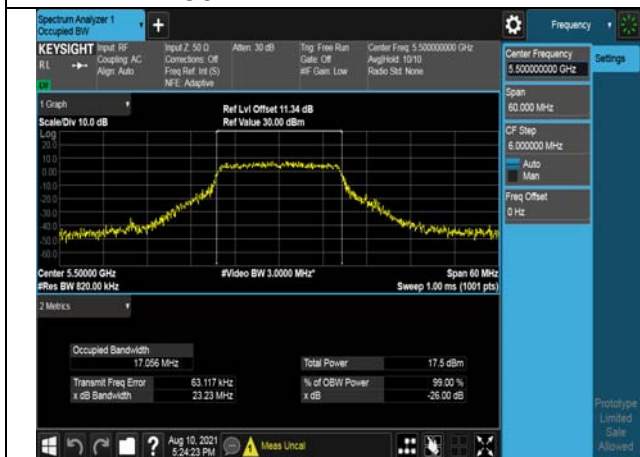 Spectrum Analyzer 1
Occupied BW
+
Frequency
KEYSIGHT
RL
Input: RF
Coupling: AC
Align: Auto
Input Z: 50 Ω
Corrections: Off
Freq Ref: Int (S)
NFE: Adaptive
Atten: 30 dB
Trig: Free Run
Gate: Off
#IF Gain: Low
Center Freq: 5.500000000 GHz
Avg|Hold: 10/10
Radio Std: None
Center Frequency
5.500000000 GHz
Settings
Span
60.000 MHz
CF Step
6.000000 MHz
Auto
Man
Freq Offset
0 Hz
1 Graph
Scale/Div 10.0 dB
Ref Lvl Offset 11.34 dB
Ref Value 30.00 dBm
Log
20.0
10.0
0.00
-10.0
-20.0
-30.0
-40.0
-50.0
-60.0
Center 5.50000 GHz
#Video BW 3.0000 MHz*
Span 60 MHz
#Res BW 820.00 kHz
Sweep 1.00 ms (1001 pts)
2 Metrics
Occupied Bandwidth
17.056 MHz
Total Power
17.5 dBm
Transmit Freq Error
63.117 kHz
% of OBW Power
99.00 %
x dB Bandwidth
23.23 MHz
x dB
-26.00 dB
Prototype
Limited
Sale
Allowed
?
Aug 10, 2021
5:24:23 PM
Meas Uncal